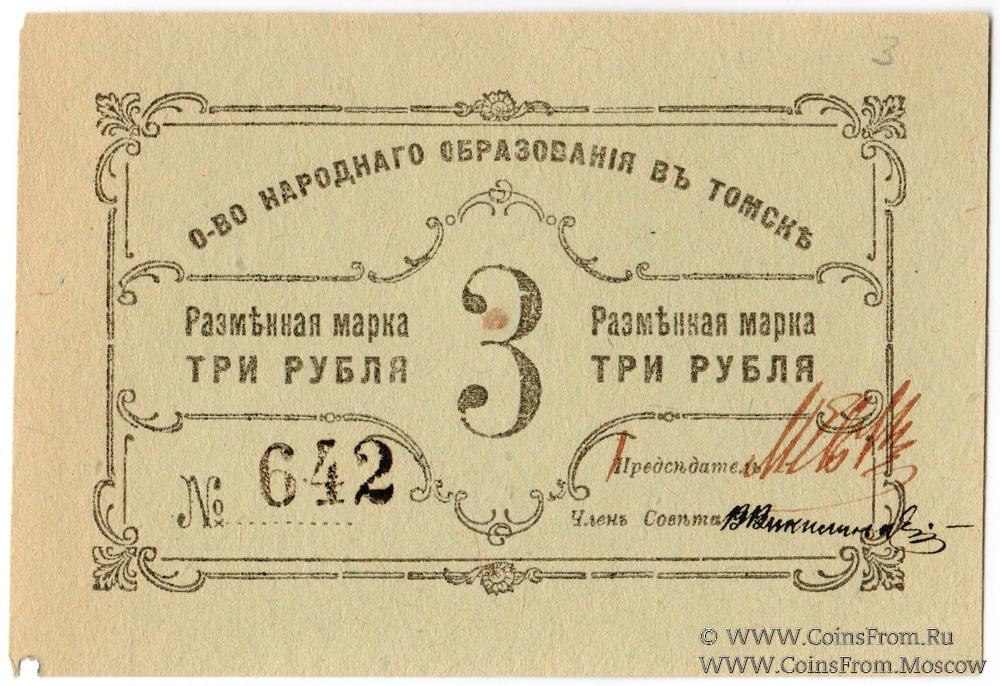 3
О-ВО НАРОДНАГО ОБРАЗОВАНІЯ ВЪ ТОМСКѢ
Размѣнная марка
ТРИ РУБЛЯ
3
Размѣнная марка
ТРИ РУБЛЯ
№ 642
Предсѣдатель
Членъ Совѣта
© WWW.CoinsFrom.Ru
WWW.CoinsFrom.Moscow